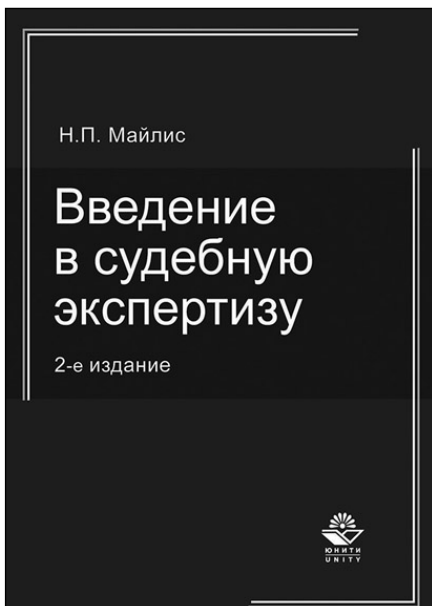 Н.П. Майлис
Введение
в судебную
экспертизу
2-е издание
ЮНИТИ
UNITY